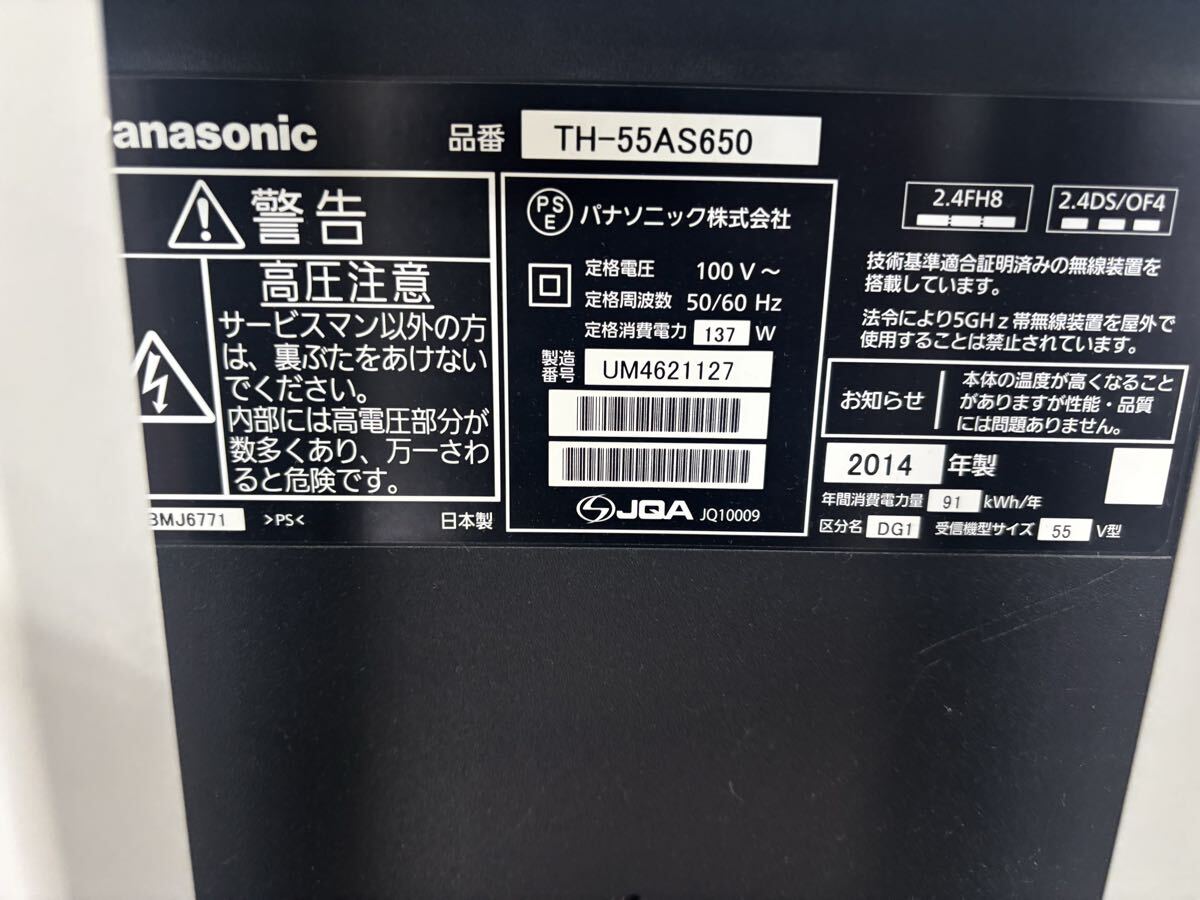 Panasonic
品番 TH-55AS650
警告
高圧注意
サービスマン以外の方
は、裏ぶたをあけない
でください。
内部には高電圧部分が
数多くあり、万一さわ
ると危険です。
BMJ6771 >PS< 日本製
PS
E
パナソニック株式会社
定格電圧 100 V～
定格周波数 50/60 Hz
定格消費電力 137 W
製造
番号 UM4621127
JQA JQ10009
2.4FH8 2.4DS/OF4
技術基準適合証明済みの無線装置を
搭載しています。
法令により5GHz帯無線装置を屋外で
使用することは禁止されています。
お知らせ
本体の温度が高くなること
がありますが性能・品質
には問題ありません。
2014 年製
年間消費電力量 91 kWh/年
区分名 DG1 受信機型サイズ 55 V型